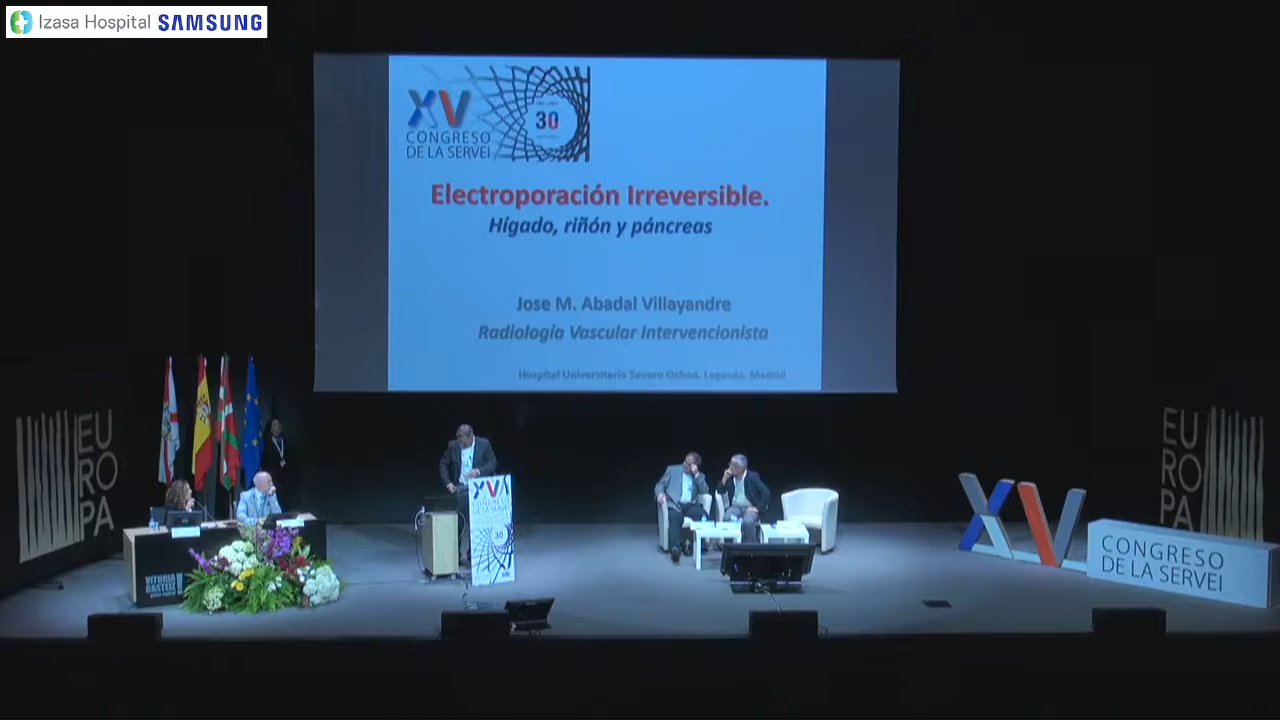 Izasa Hospital SAMSUNG
XV
CONGRESO
DE LA SERVEI
30
Electroporación Irreversible.
Hígado, riñón y páncreas
Jose M. Abadal Villayandre
Radiología Vascular Intervencionista
Hospital Universitario Severo Ochoa. Leganés. Madrid
EU
RO
PA
EU
RO
PA
XV
CONGRESO
DE LA SERVEI
30
XV
CONGRESO
DE LA SERVEI
VITORIA
GASTEIZ